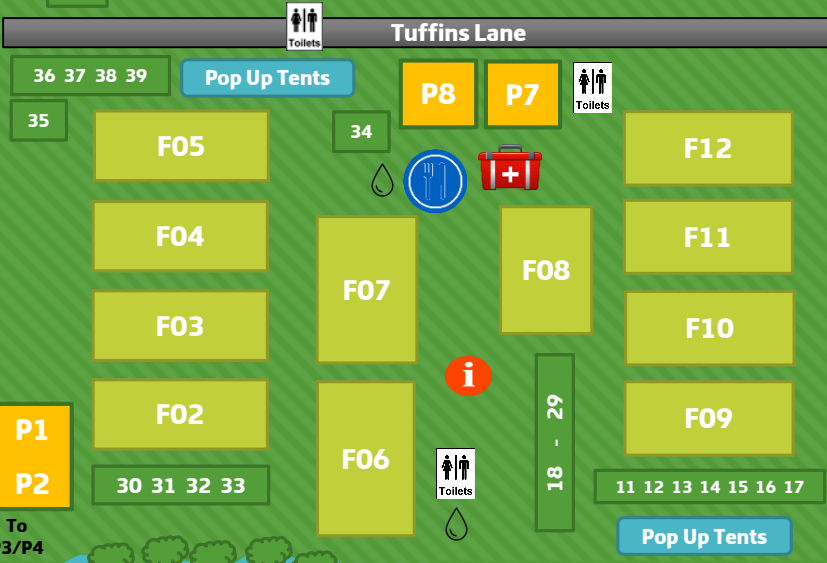 Toilets
Tuffins Lane
36 37 38 39
Pop Up Tents
P8
P7
Toilets
35
34
F05
F12
F04
F11
F07
F08
F03
F10
i
F02
F09
P1
P2
F06
18 - 29
Toilets
30 31 32 33
11 12 13 14 15 16 17
To
3/P4
Pop Up Tents